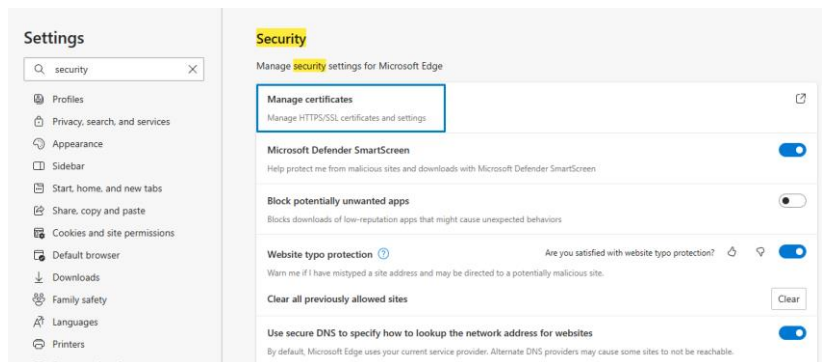 Settings
security
Profiles
Privacy, search, and services
Appearance
Sidebar
Start, home, and new tabs
Share, copy and paste
Cookies and site permissions
Default browser
Downloads
Family safety
Languages
Printers
Security
Manage security settings for Microsoft Edge
Manage certificates
Manage HTTPS/SSL certificates and settings
Microsoft Defender SmartScreen
Help protect me from malicious sites and downloads with Microsoft Defender SmartScreen
Block potentially unwanted apps
Blocks downloads of low-reputation apps that might cause unexpected behaviors
Website typo protection Are you satisfied with website typo protection?
Warn me if I have mistyped a site address and may be directed to a potentially malicious site.
Clear all previously allowed sites Clear
Use secure DNS to specify how to lookup the network address for websites
By default, Microsoft Edge uses your current service provider. Alternate DNS providers may cause some sites to not be reachable.